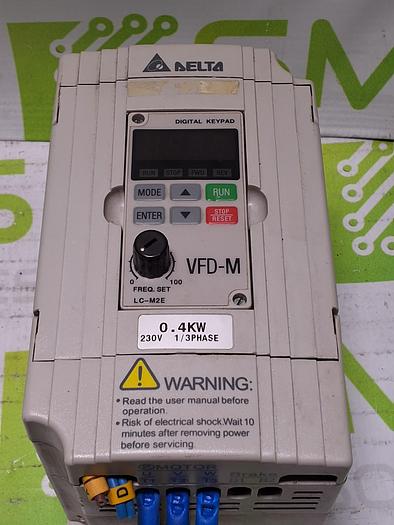 DELTA
DIGITAL KEYPAD
RUN STOP FWD REV
MODE ▲ RUN
ENTER ▼ STOP RESET
0 100
FREQ. SET
VFD-M
LC-M2E
0.4KW
230V 1/3PHASE
WARNING:
Read the user manual before
operation.
Risk of electrical shock.Wait 10
minutes after removing power
before servicing.
MOTOR
Brake